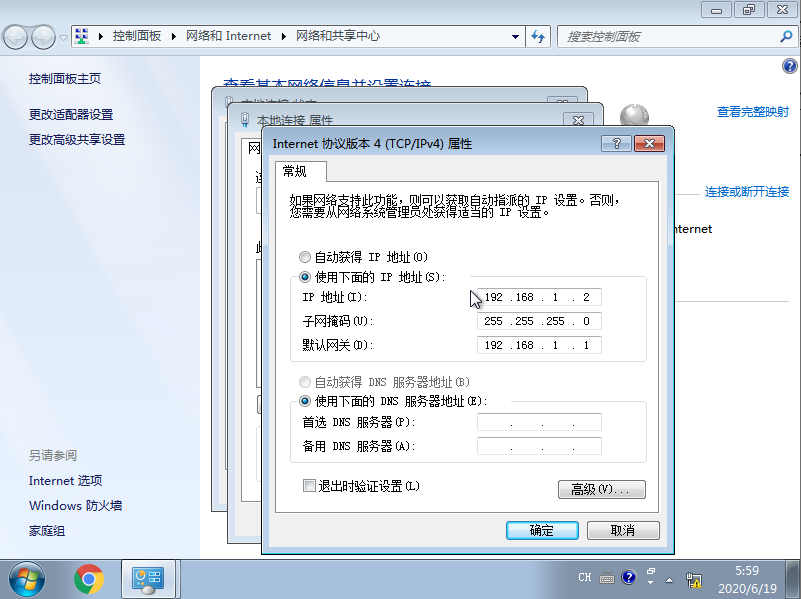 控制面板 网络和 Internet 网络和共享中心
搜索控制面板
控制面板主页
更改适配器设置
更改高级共享设置
查看基本网络信息并设置连接
查看完整映射
连接或断开连接
nternet
本地连接 状态
本地连接 属性
网
Internet 协议版本 4 (TCP/IPv4) 属性
常规
如果网络支持此功能，则可以获取自动指派的 IP 设置。否则，
您需要从网络系统管理员处获得适当的 IP 设置。
自动获得 IP 地址(O)
使用下面的 IP 地址(S):
IP 地址(I):
192 .168 . 1 . 2
子网掩码(U):
255 .255 .255 . 0
默认网关(D):
192 .168 . 1 . 1
自动获得 DNS 服务器地址(B)
使用下面的 DNS 服务器地址(E):
首选 DNS 服务器(P):
. . .
备用 DNS 服务器(A):
. . .
退出时验证设置(L)
高级(V)...
确定
取消
另请参阅
Internet 选项
Windows 防火墙
家庭组
CH
5:59
2020/6/19